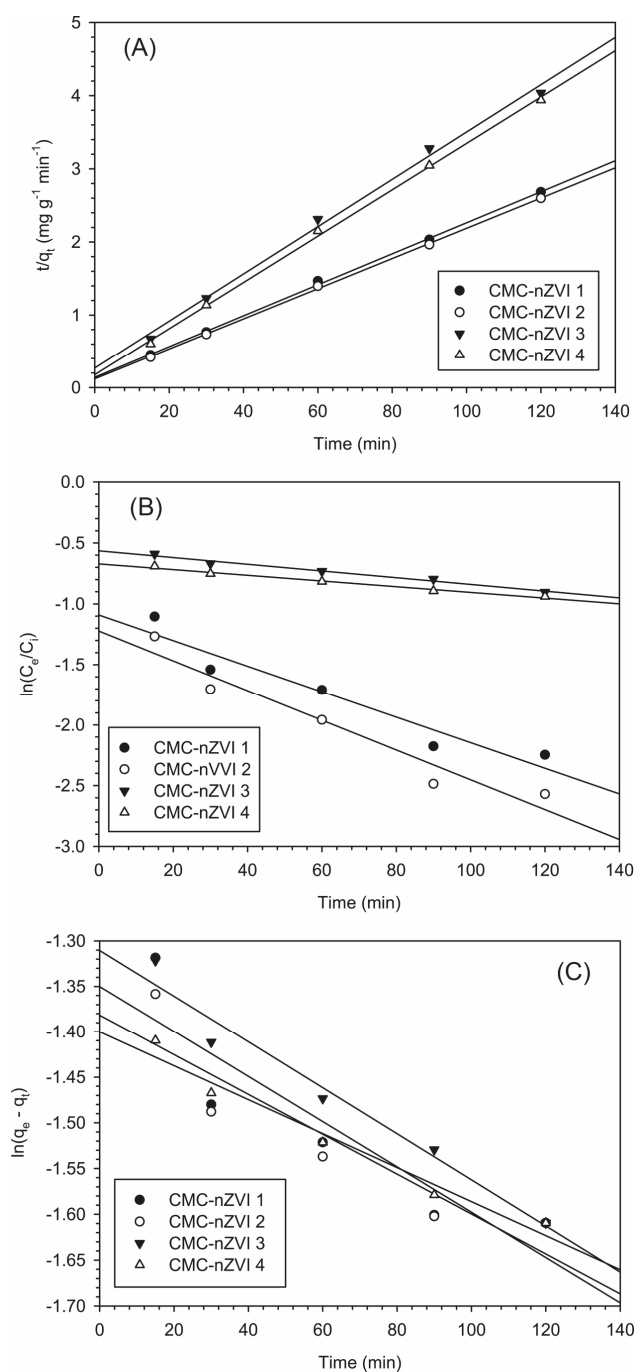 (A)
5
4
3
2
1
0
t/qt (mg g-1 min-1)
CMC-nZVI 1
CMC-nZVI 2
CMC-nZVI 3
CMC-nZVI 4
0 20 40 60 80 100 120 140
Time (min)
(B)
0.0
-0.5
-1.0
-1.5
-2.0
-2.5
-3.0
ln(Ce/Ci)
CMC-nZVI 1
CMC-nVVI 2
CMC-nZVI 3
CMC-nZVI 4
0 20 40 60 80 100 120 140
Time (min)
(C)
-1.30
-1.35
-1.40
-1.45
-1.50
-1.55
-1.60
-1.65
-1.70
ln(qe - qt)
CMC-nZVI 1
CMC-nZVI 2
CMC-nZVI 3
CMC-nZVI 4
0 20 40 60 80 100 120 140
Time (min)